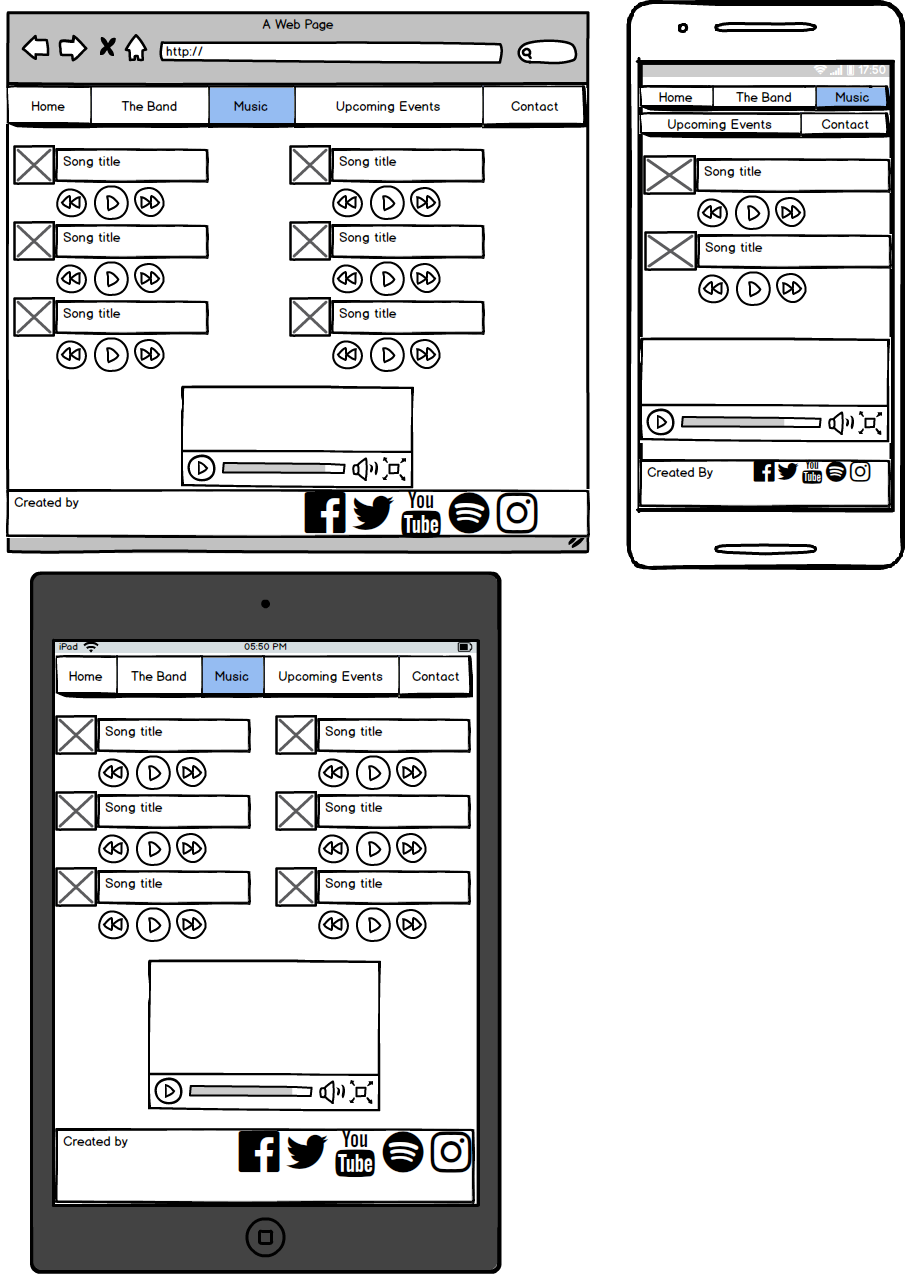 A Web Page
http://
Home The Band Music Upcoming Events Contact
Song title Song title
Song title Song title
Song title Song title
Created by
You
Tube
17:50
Home The Band Music
Upcoming Events Contact
Song title
Song title
Created By
You
Tube
iPad 05:50 PM
Home The Band Music Upcoming Events Contact
Song title Song title
Song title Song title
Song title Song title
Created by
You
Tube